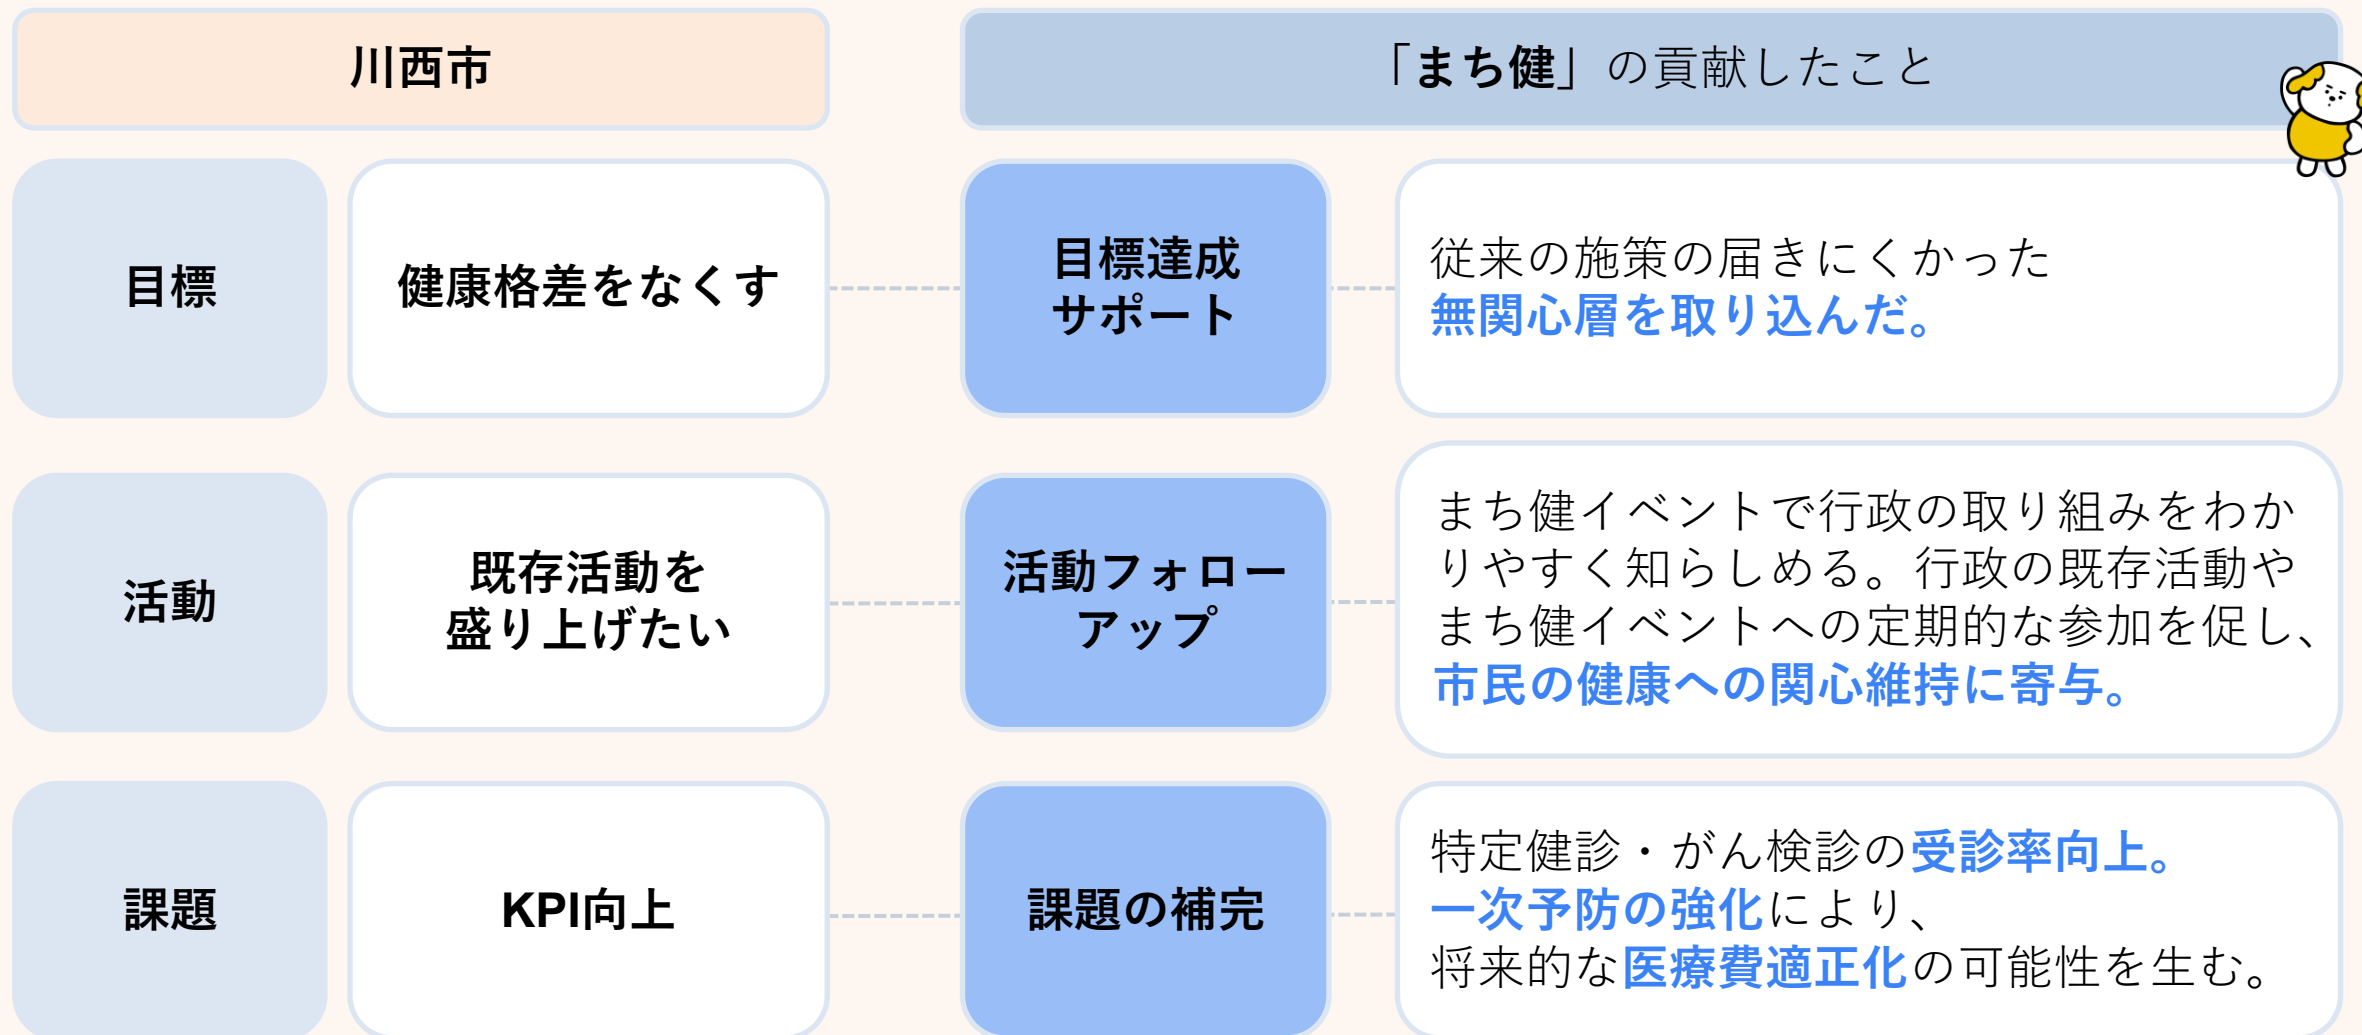 川西市
「まち健」の貢献したこと
目標
健康格差をなくす
目標達成
サポート
従来の施策の届きにくかった
無関心層を取り込んだ。
活動
既存活動を
盛り上げたい
活動フォロー
アップ
まち健イベントで行政の取り組みをわか
りやすく知らしめる。行政の既存活動や
まち健イベントへの定期的な参加を促し、
市民の健康への関心維持に寄与。
課題
KPI向上
課題の補完
特定健診・がん検診の受診率向上。
一次予防の強化により、
将来的な医療費適正化の可能性を生む。